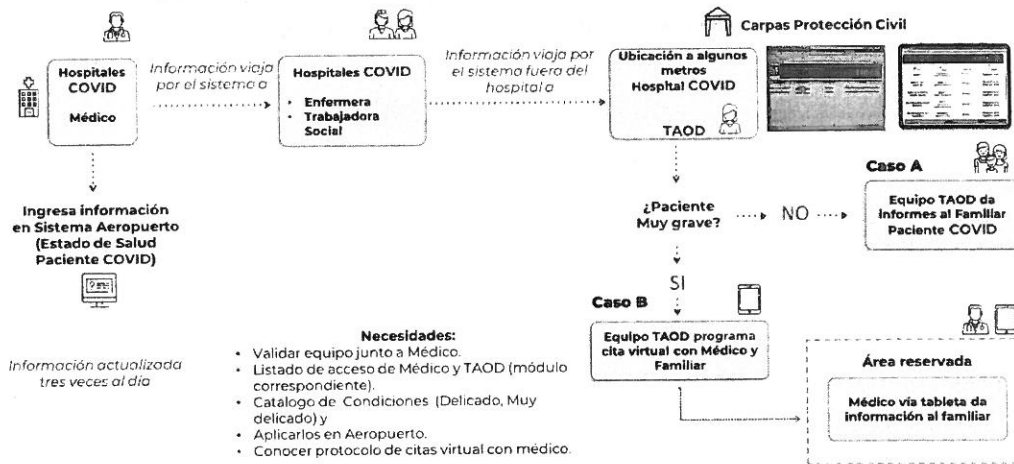 Carpas Protección Civil
Hospitales
COVID
Médico
Información viaja
por el sistema a
Hospitales COVID
• Enfermera
• Trabajadora
Social
Información viaja por
el sistema fuera del
hospital a
Ubicación a algunos
metros
Hospital COVID
TAOD
Ingresa información
en Sistema Aeropuerto
(Estado de Salud
Paciente COVID)
¿Paciente
Muy grave?
NO
Caso A
Equipo TAOD da
informes al Familiar
Paciente COVID
SI
Caso B
Equipo TAOD programa
cita virtual con Médico y
Familiar
Área reservada
Médico vía tableta da
información al familiar
Información actualizada
tres veces al día
Necesidades:
• Validar equipo junto a Médico.
• Listado de acceso de Médico y TAOD (módulo
correspondiente).
• Catalogo de Condiciones (Delicado, Muy
delicado) y
• Aplicarlos en Aeropuerto.
• Conocer protocolo de citas virtual con médico.